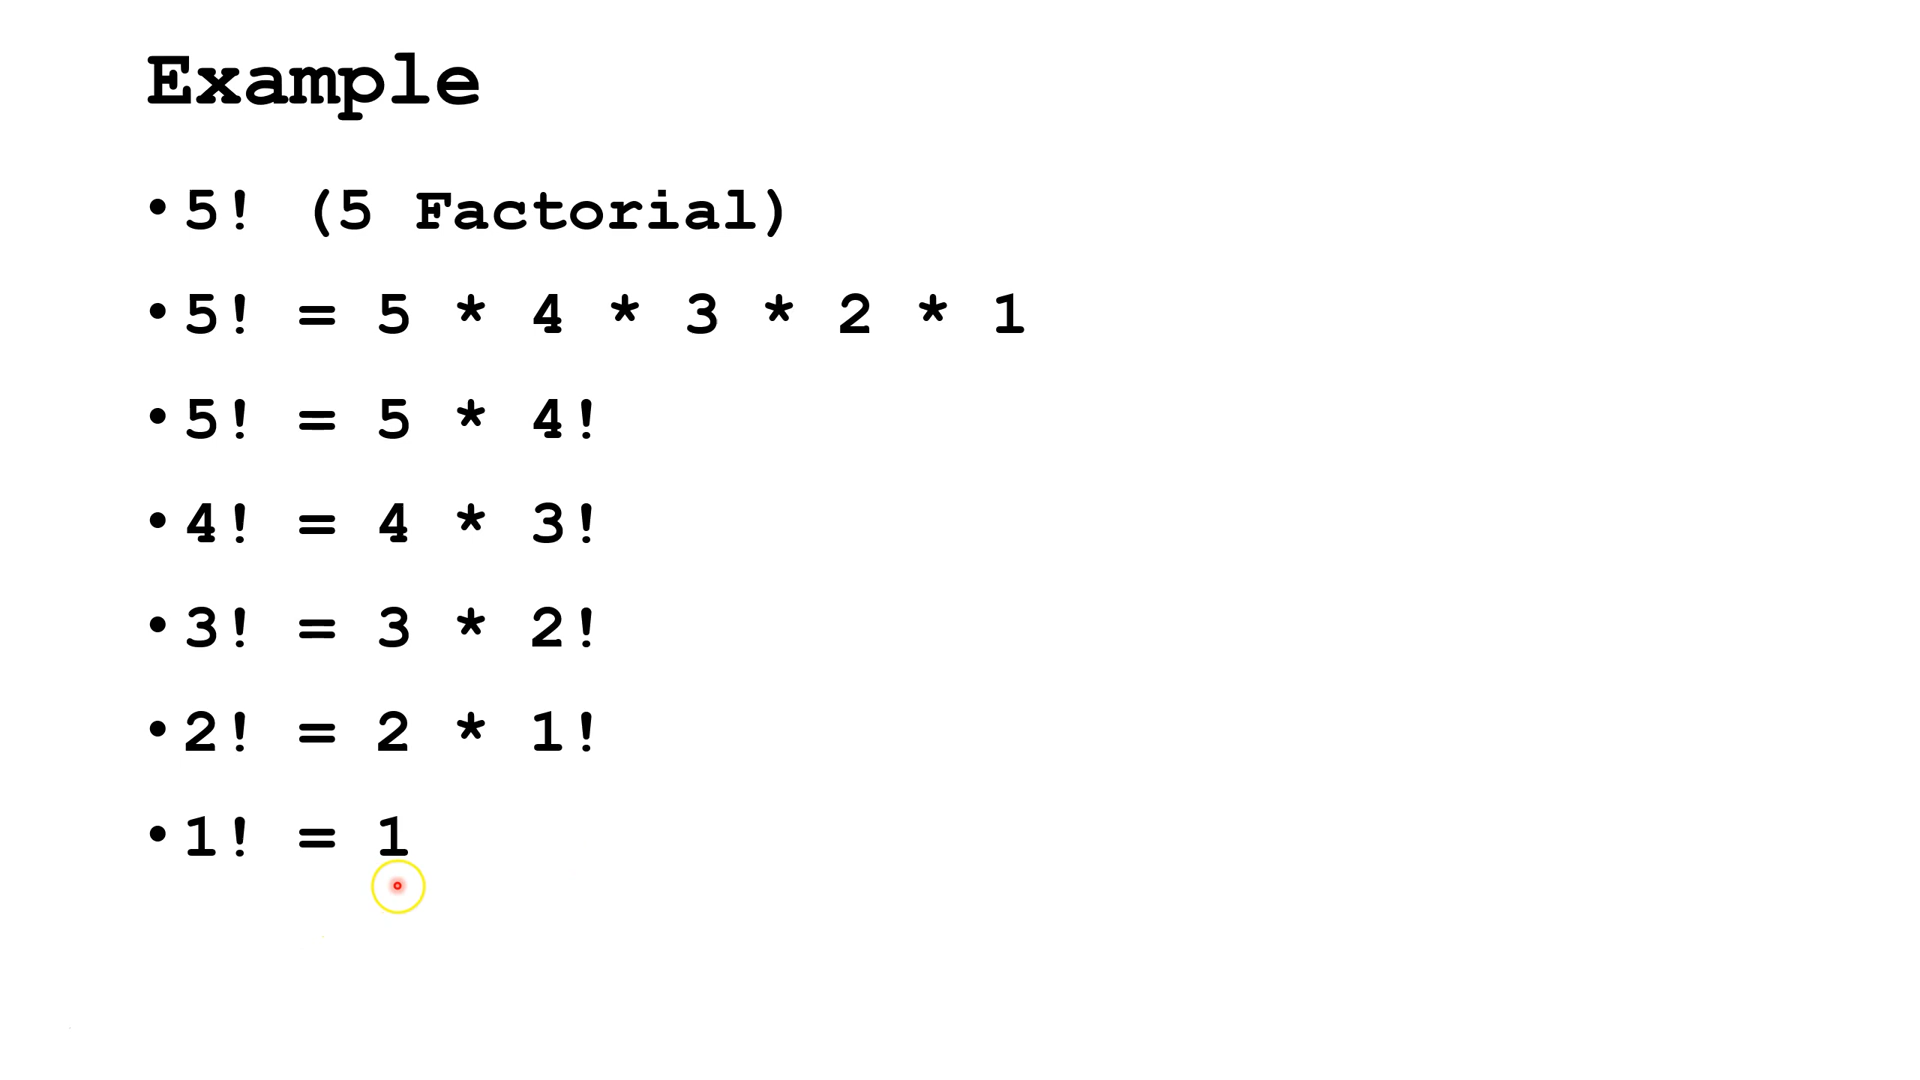 Example
• 5! (5 Factorial)
• 5! = 5 * 4 * 3 * 2 * 1
• 5! = 5 * 4!
• 4! = 4 * 3!
• 3! = 3 * 2!
• 2! = 2 * 1!
• 1! = 1